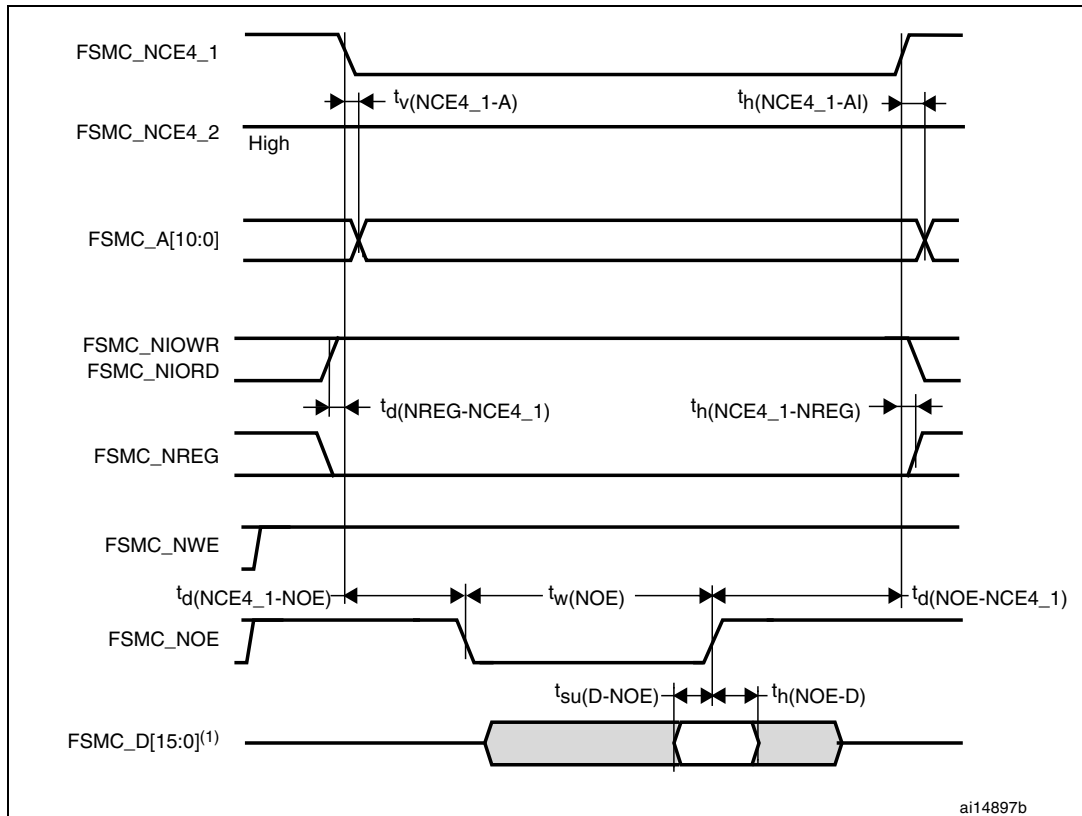 FSMC_NCE4_1
tv(NCE4_1-A)
th(NCE4_1-AI)
FSMC_NCE4_2
High
FSMC_A[10:0]
FSMC_NIOWR
FSMC_NIORD
td(NREG-NCE4_1)
th(NCE4_1-NREG)
FSMC_NREG
FSMC_NWE
td(NCE4_1-NOE)
tw(NOE)
td(NOE-NCE4_1)
FSMC_NOE
tsu(D-NOE)
th(NOE-D)
FSMC_D[15:0](1)
ai14897b